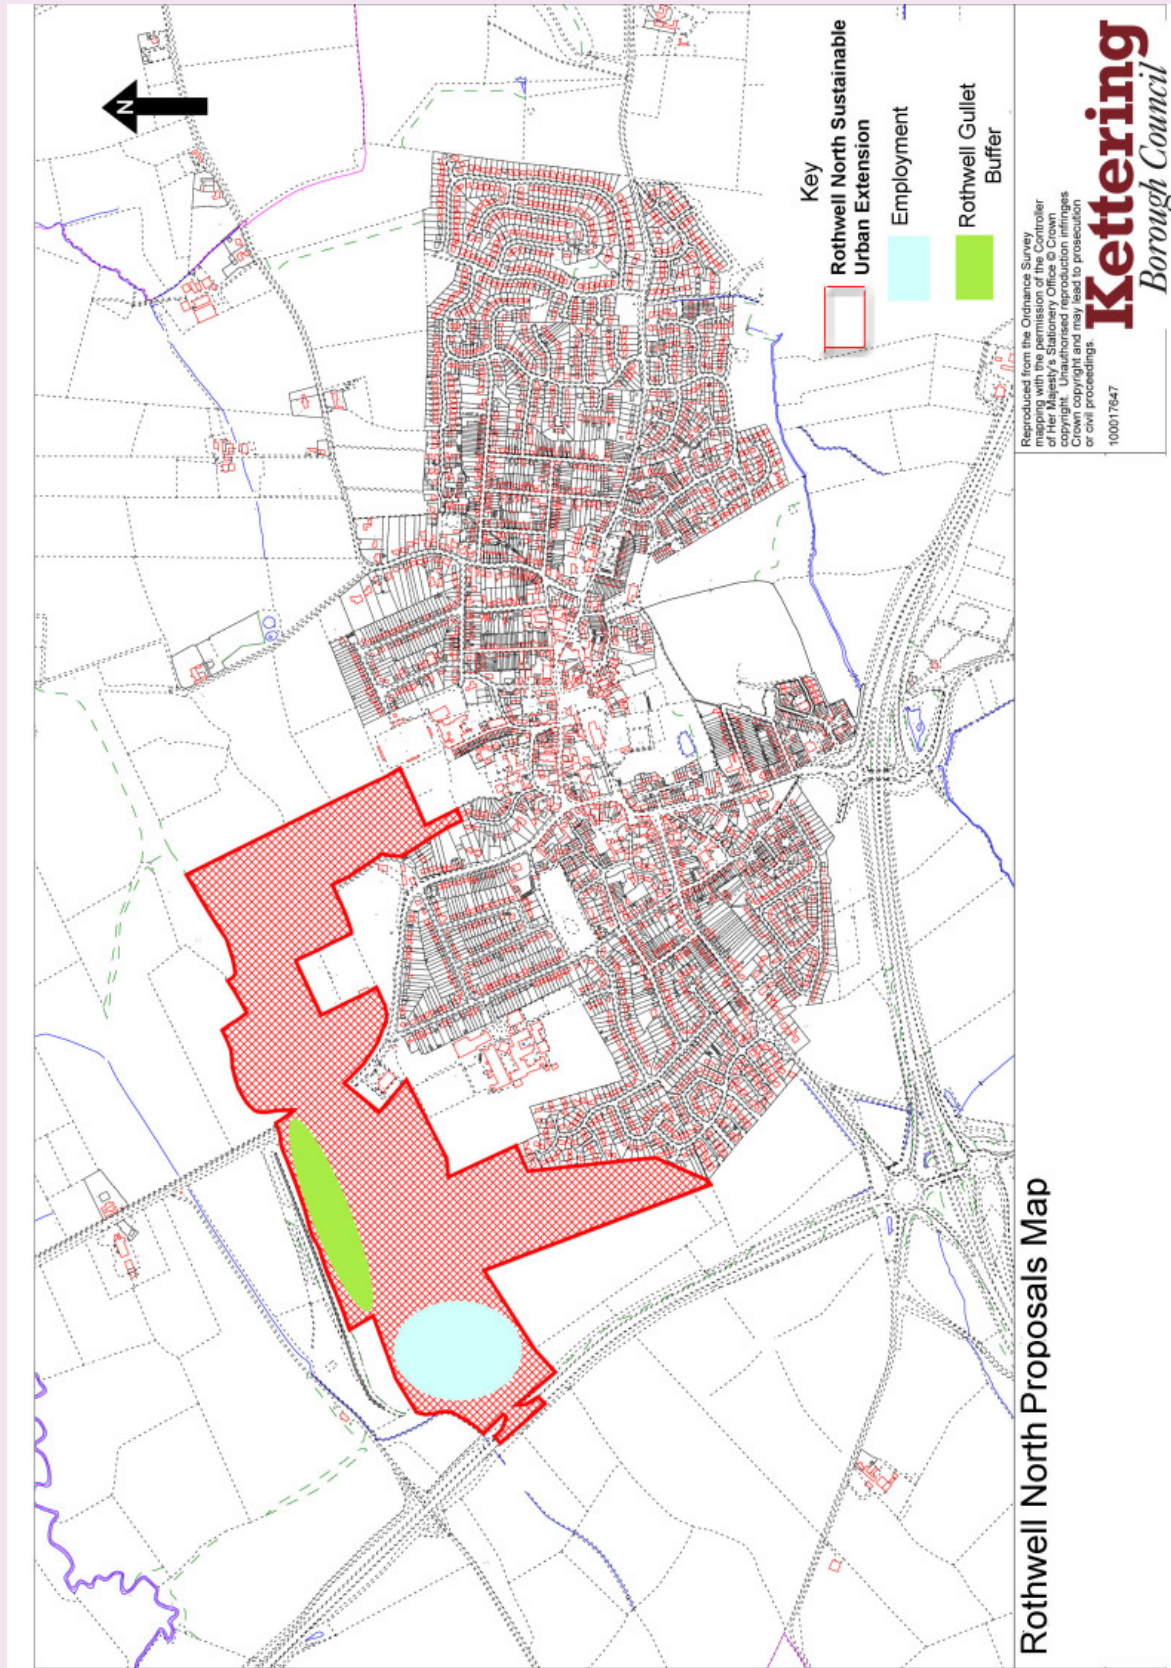 N
Key
Rothwell North Sustainable
Urban Extension
Employment
Rothwell Gullet
Buffer
Rothwell North Proposals Map
Reproduced from the Ordnance Survey
mapping with the permission of the Controller
of Her Majesty's Stationery Office © Crown
copyright. Unauthorised reproduction infringes
Crown copyright and may lead to prosecution
or civil proceedings.
100017647
Kettering
Borough Council